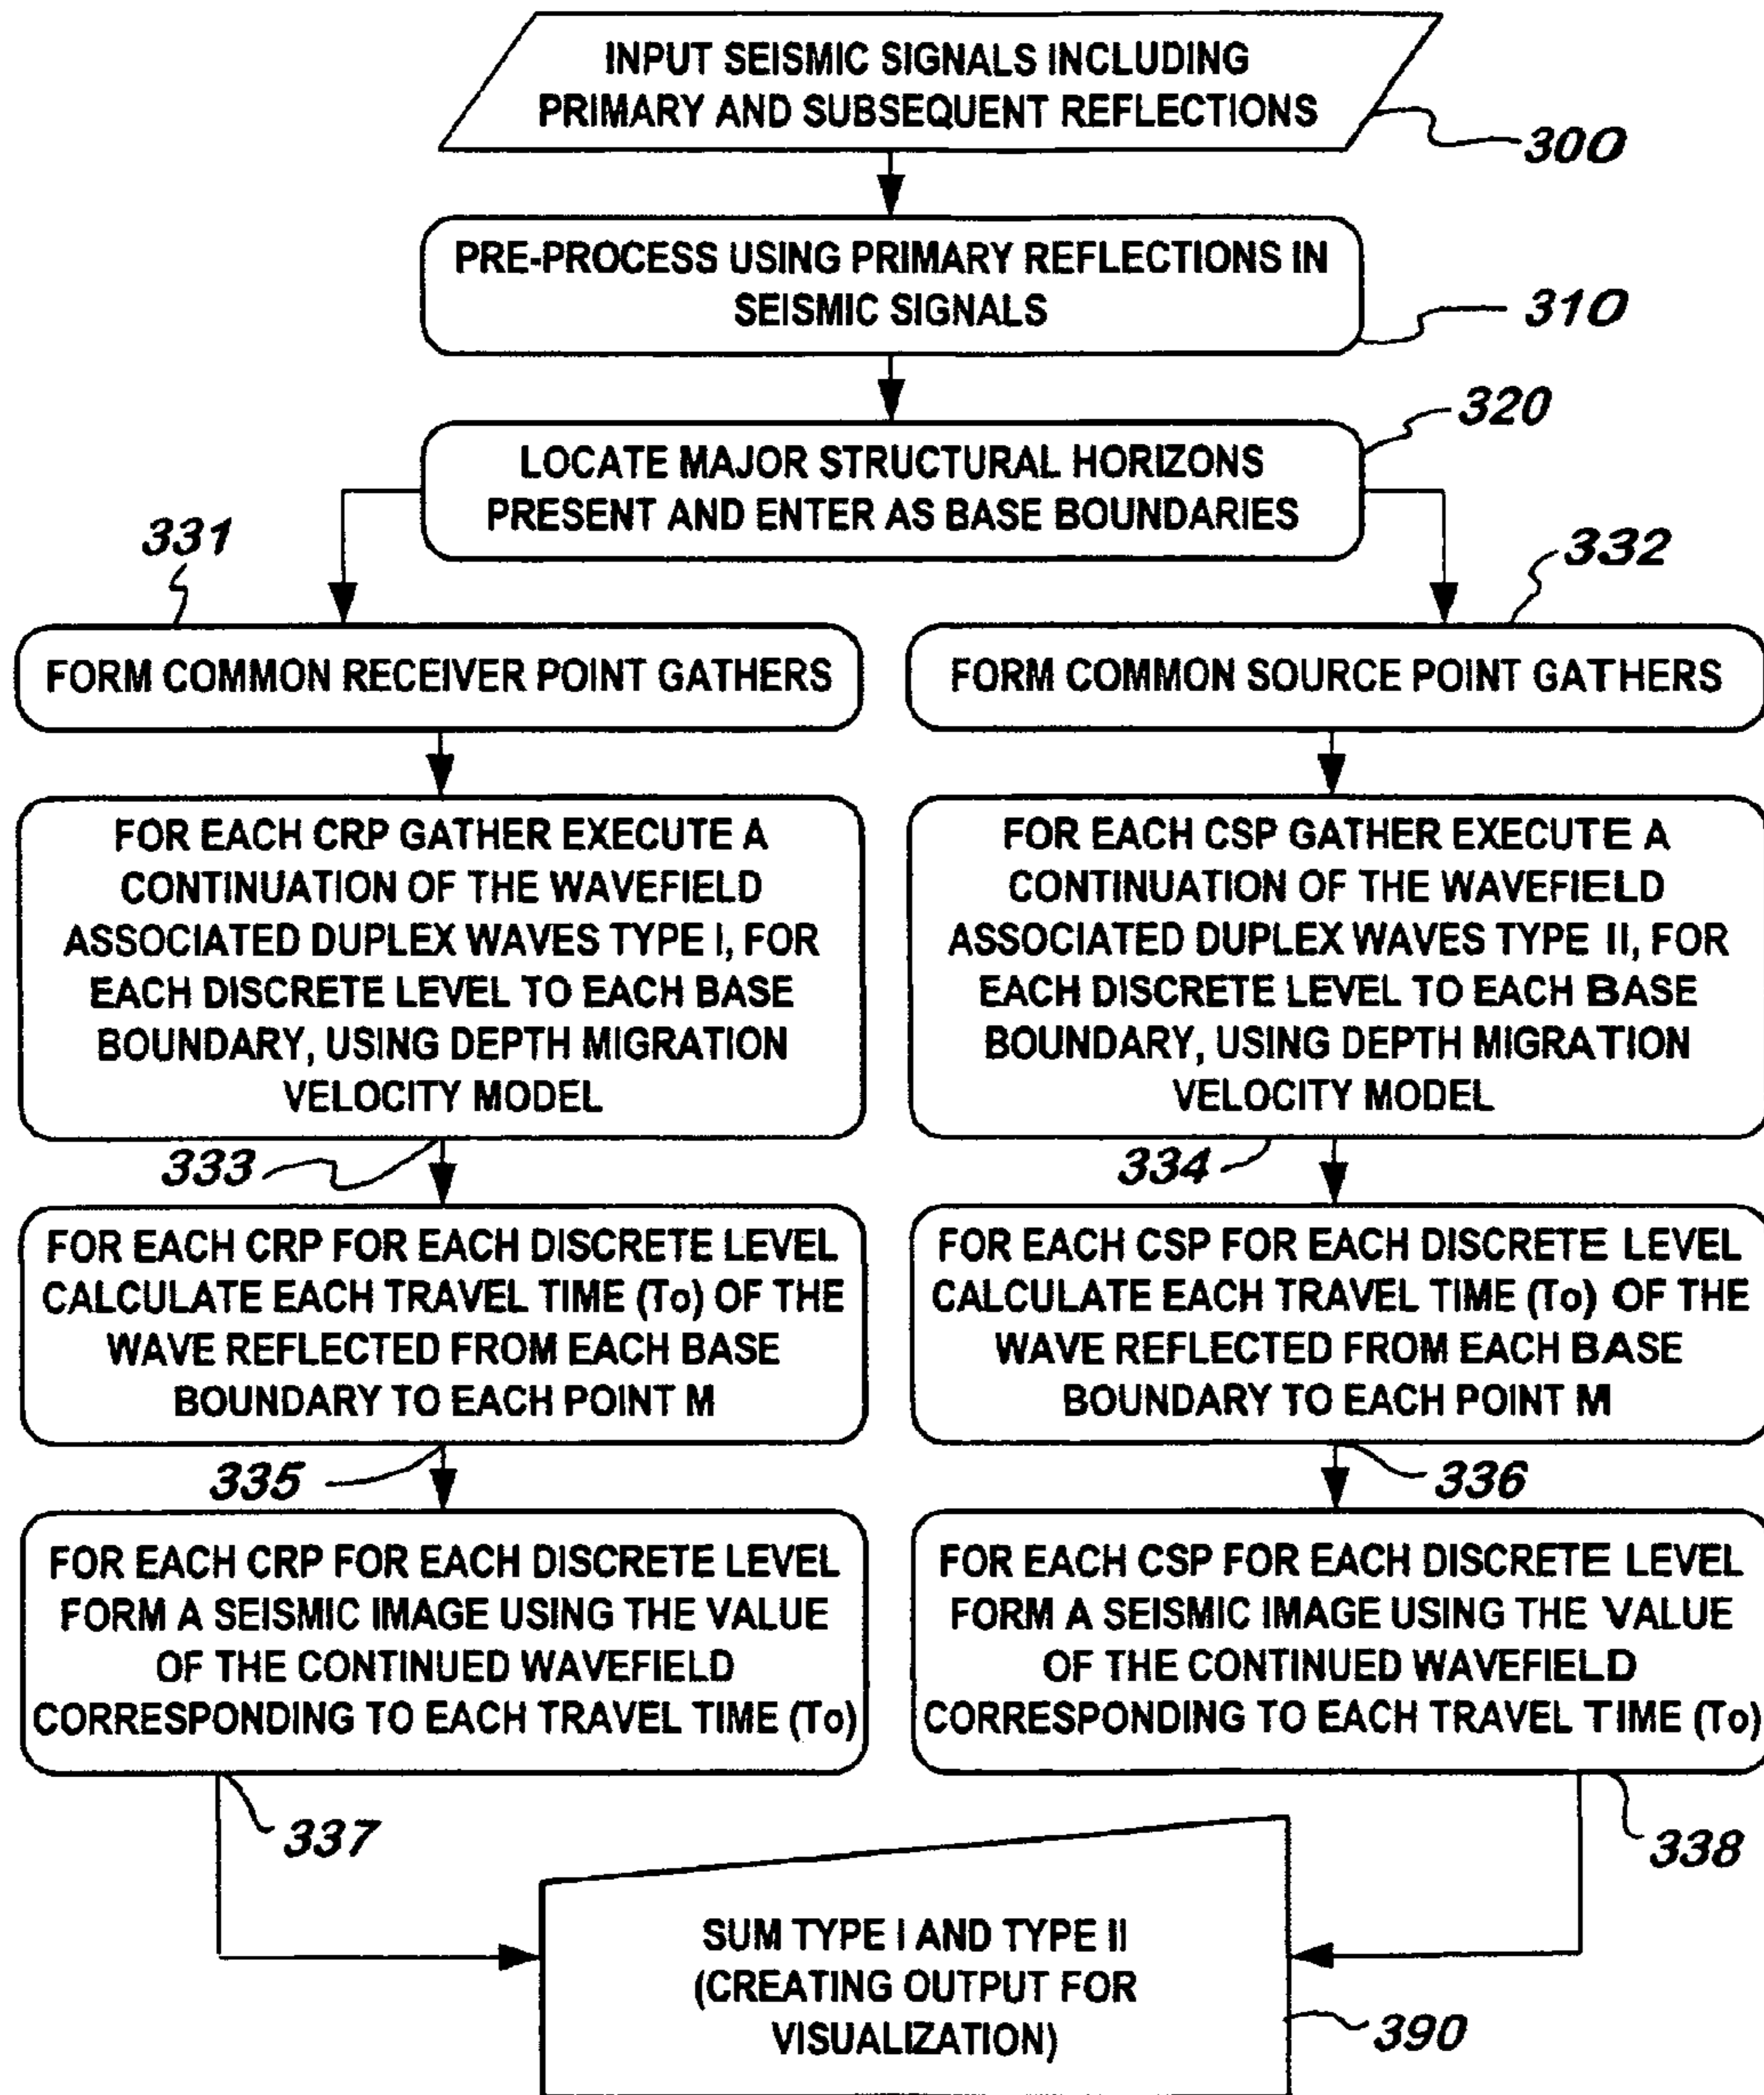 INPUT SEISMIC SIGNALS INCLUDING
PRIMARY AND SUBSEQUENT REFLECTIONS
300
PRE-PROCESS USING PRIMARY REFLECTIONS IN
SEISMIC SIGNALS
310
320
LOCATE MAJOR STRUCTURAL HORIZONS
PRESENT AND ENTER AS BASE BOUNDARIES
331
332
FORM COMMON RECEIVER POINT GATHERS
FORM COMMON SOURCE POINT GATHERS
FOR EACH CRP GATHER EXECUTE A
CONTINUATION OF THE WAVEFIELD
ASSOCIATED DUPLEX WAVES TYPE I, FOR
EACH DISCRETE LEVEL TO EACH BASE
BOUNDARY, USING DEPTH MIGRATION
VELOCITY MODEL
333
FOR EACH CSP GATHER EXECUTE A
CONTINUATION OF THE WAVEFIELD
ASSOCIATED DUPLEX WAVES TYPE II, FOR
EACH DISCRETE LEVEL TO EACH BASE
BOUNDARY, USING DEPTH MIGRATION
VELOCITY MODEL
334
FOR EACH CRP FOR EACH DISCRETE LEVEL
CALCULATE EACH TRAVEL TIME (To) OF THE
WAVE REFLECTED FROM EACH BASE
BOUNDARY TO EACH POINT M
335
FOR EACH CSP FOR EACH DISCRETE LEVEL
CALCULATE EACH TRAVEL TIME (To) OF THE
WAVE REFLECTED FROM EACH BASE
BOUNDARY TO EACH POINT M
336
FOR EACH CRP FOR EACH DISCRETE LEVEL
FORM A SEISMIC IMAGE USING THE VALUE
OF THE CONTINUED WAVEFIELD
CORRESPONDING TO EACH TRAVEL TIME (To)
337
FOR EACH CSP FOR EACH DISCRETE LEVEL
FORM A SEISMIC IMAGE USING THE VALUE
OF THE CONTINUED WAVEFIELD
CORRESPONDING TO EACH TRAVEL TIME (To)
338
SUM TYPE I AND TYPE II
(CREATING OUTPUT FOR
VISUALIZATION)
390